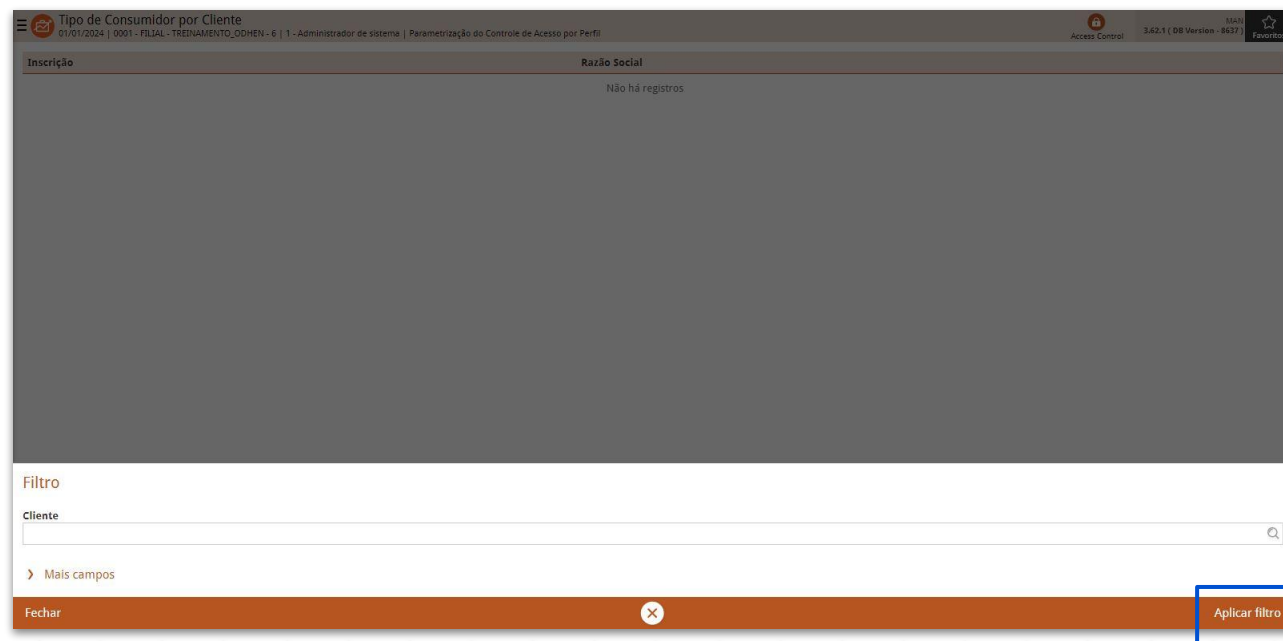 Tipo de Consumidor por Cliente
01/01/2024 | 0001 - FILIAL - TREINAMENTO_ODHEN - 6 | 1 - Administrador de sistema | Parametrização do Controle de Acesso por Perfil
Access Control
MAN
3.62.1 ( DB Version - 8637 )
Favorito
Inscrição Razão Social
Não há registros
Filtro
Cliente
Mais campos
Fechar Aplicar filtro